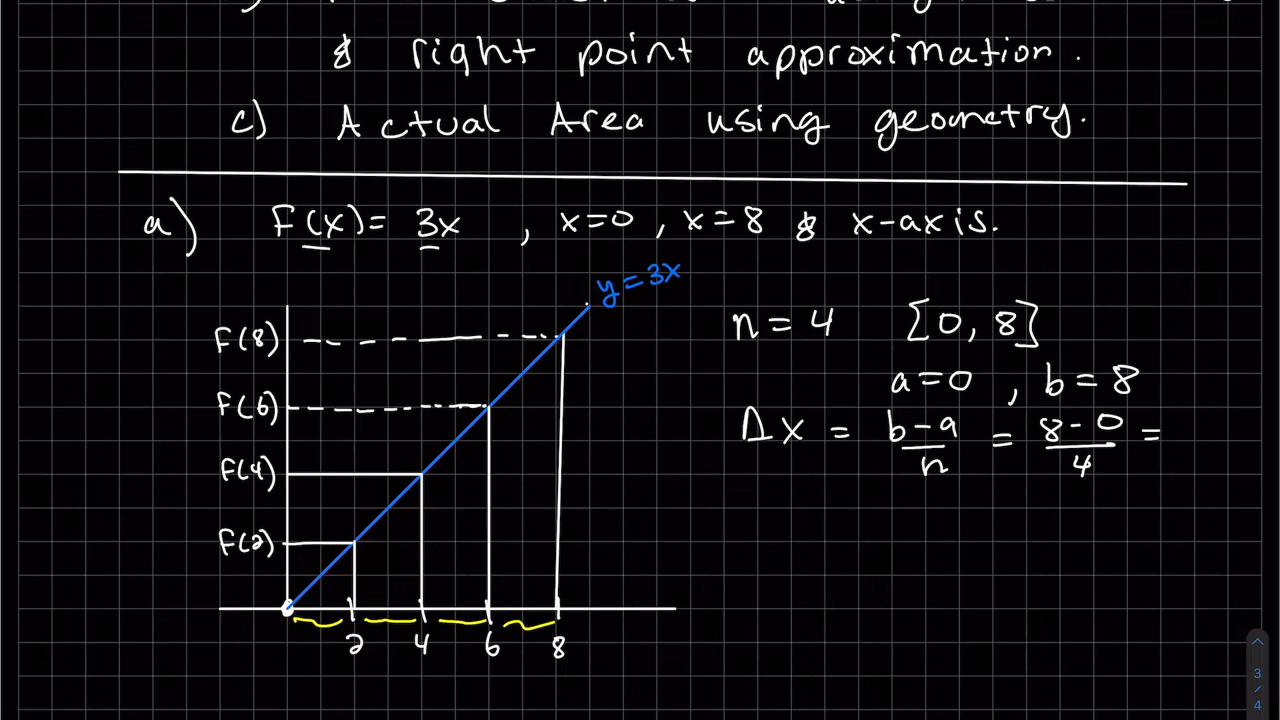 & right point approximation.
c) Actual Area using geometry.
a) F(x)= 3x , x=0, x=8 & x-axis.
y=3x
F(8)
F(6)
F(4)
F(2)
2 4 6 8
n=4 [0,8]
a=0 , b=8
Δx = b-a/n = 8-0/4 =
3
/
4